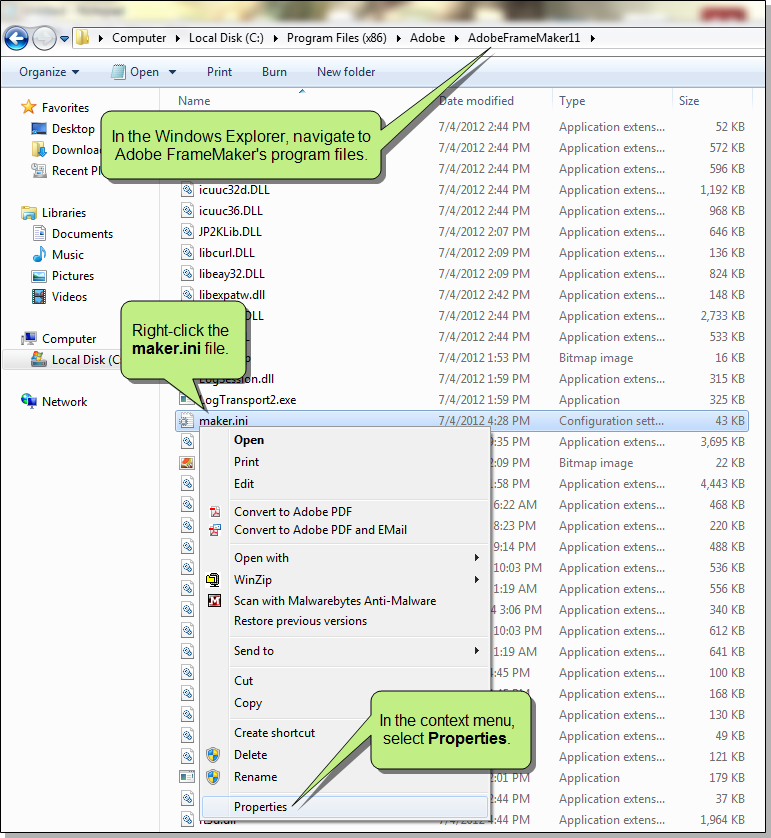 Computer Local Disk (C:) Program Files (x86) Adobe AdobeFrameMaker11
Organize Open Print Burn New folder
Name Date modified Type Size
Favorites
Desktop
Downloa
Recent Pl
Libraries
Documents
Music
Pictures
Videos
Computer
Local Disk (C
Network
In the Windows Explorer, navigate to
Adobe FrameMaker's program files.
7/4/2012 2:44 PM Application extens... 52 KB
7/4/2012 2:44 PM Application extens... 572 KB
7/4/2012 2:44 PM Application extens... 596 KB
icuuc32d.DLL 7/4/2012 2:44 PM Application extens... 1,192 KB
icuuc36.DLL 7/4/2012 2:44 PM Application extens... 968 KB
JP2KLib.DLL 7/4/2012 2:07 PM Application extens... 646 KB
libcurl.DLL 7/4/2012 2:09 PM Application extens... 136 KB
libeay32.DLL 7/4/2012 2:09 PM Application extens... 824 KB
libexpatw.dll 7/4/2012 2:42 PM Application extens... 148 KB
.DLL 7/4/2012 2:44 PM Application extens... 2,733 KB
7/4/2012 2:44 PM Application extens... 533 KB
7/4/2012 1:53 PM Bitmap image 16 KB
LogSession.dll 7/4/2012 1:59 PM Application extens... 315 KB
LogTransport2.exe 7/4/2012 1:59 PM Application 325 KB
maker.ini 7/4/2012 4:28 PM Configuration sett... 43 KB
Right-click the
maker.ini file.
9:35 PM Application extens... 3,695 KB
2:09 PM Bitmap image 22 KB
1:58 PM Application extens... 4,443 KB
6:22 AM Application extens... 468 KB
8:23 PM Application extens... 220 KB
9:14 PM Application extens... 488 KB
10:03 PM Application extens... 536 KB
1:19 AM Application extens... 556 KB
4 3:06 PM Application extens... 340 KB
10:03 PM Application extens... 612 KB
1:19 AM Application extens... 641 KB
4:45 PM Application extens... 100 KB
Application extens... 168 KB
Application extens... 130 KB
Application extens... 49 KB
Application extens... 121 KB
2:01 PM Application 179 KB
2:44 PM Application extens... 37 KB
7/4/2012 2:44 PM Application extens... 1,964 KB
Open
Print
Edit
Convert to Adobe PDF
Convert to Adobe PDF and EMail
Open with
WinZip
Scan with Malwarebytes Anti-Malware
Restore previous versions
Send to
Cut
Copy
Create shortcut
Delete
Rename
Properties
In the context menu,
select Properties.